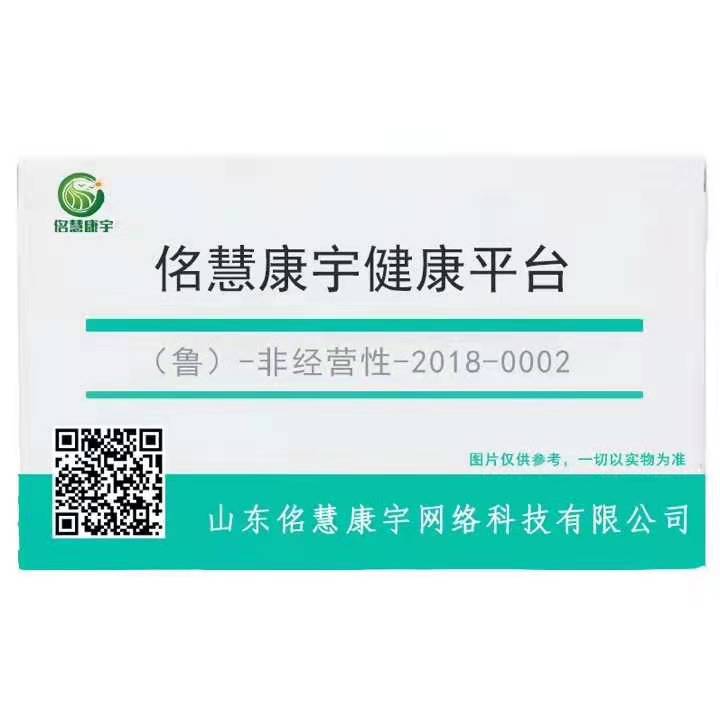 佲慧康宇
佲慧康宇健康平台
（鲁）-非经营性-2018-0002
图片仅供参考，一切以实物为准
山东佲慧康宇网络科技有限公司